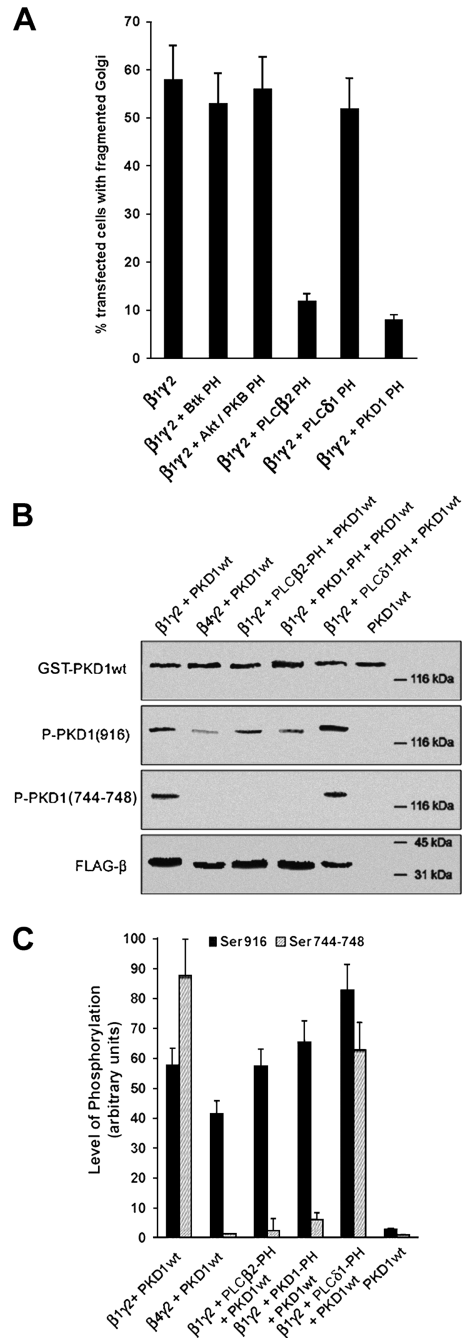 A
% transfected cells with fragmented Golgi
70
60
50
40
30
20
10
0
β1γ2
β1γ2 + Btk PH
β1γ2 + Akt / PKB PH
β1γ2 + PLCβ2 PH
β1γ2 + PLCδ1 PH
β1γ2 + PKD1 PH
B
β1γ2 + PKD1wt
β4γ2 + PKD1wt
β1γ2 + PLCβ2-PH + PKD1wt
β1γ2 + PKD1-PH + PKD1wt
β1γ2 + PLCδ1-PH + PKD1wt
PKD1wt
GST-PKD1wt
116 kDa
P-PKD1(916)
116 kDa
P-PKD1(744-748)
116 kDa
FLAG-β
45 kDa
31 kDa
C
Ser916 Ser744-748
Level of Phosphorylation
(arbitrary units)
100
90
80
70
60
50
40
30
20
10
0
β1γ2+ PKD1wt
β4γ2 + PKD1wt
β1γ2 + PLCβ2-PH
+ PKD1wt
β1γ2 + PKD1-PH
+ PKD1wt
β1γ2 + PLCδ1-PH
+ PKD1wt
PKD1wt